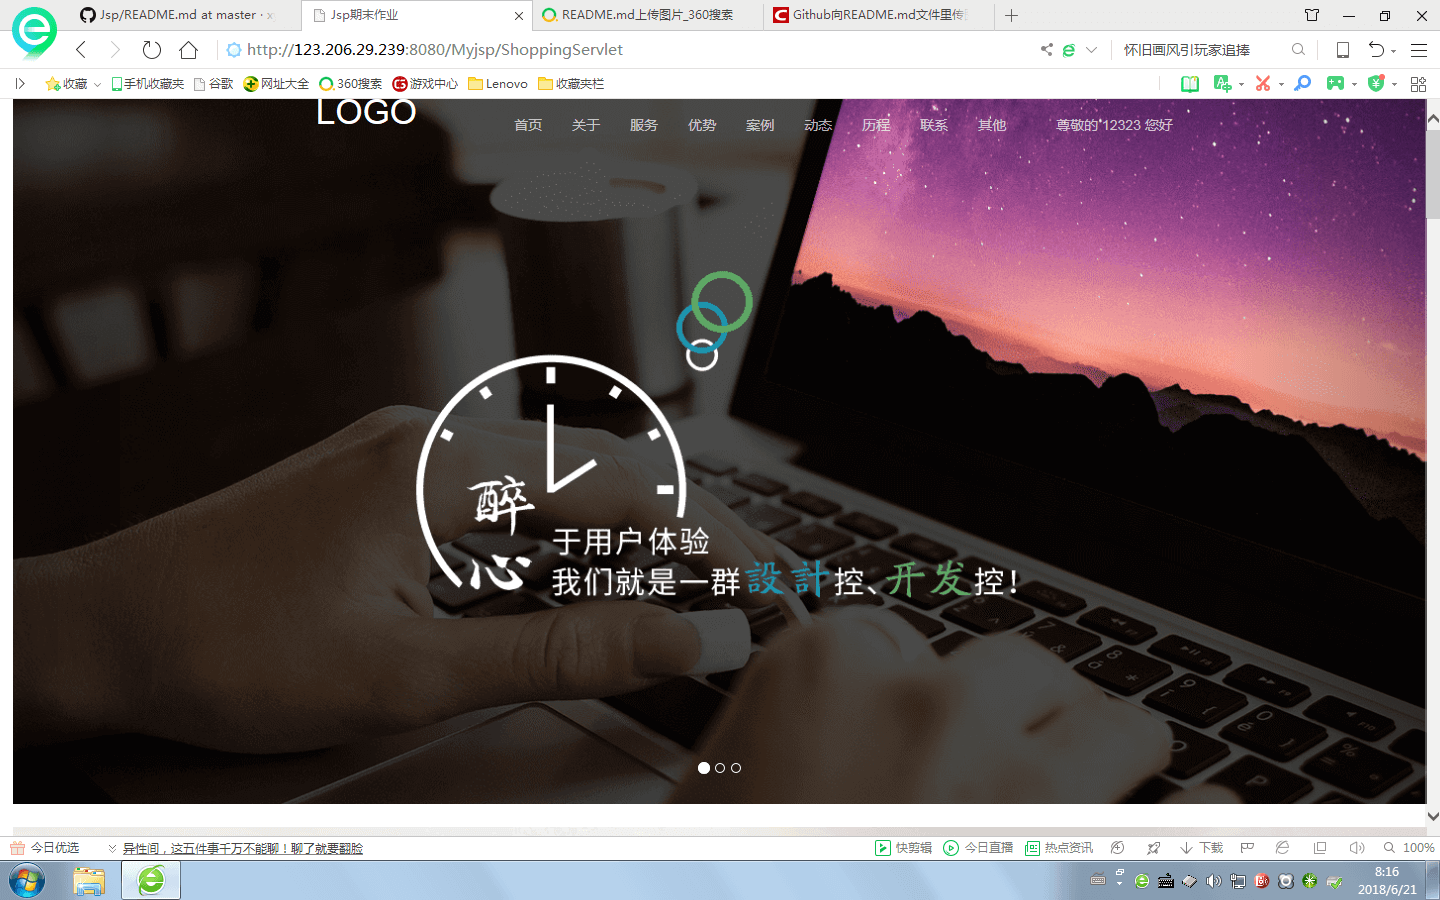 Jsp/README.md at master · x
Jsp期末作业
README.md上传图片_360搜索
Github向README.md文件里传
http://123.206.29.239:8080/Myjsp/ShoppingServlet
怀旧画风引玩家追捧
收藏 手机收藏夹 谷歌 网址大全 360搜索 游戏中心 Lenovo 收藏夹栏
LOGO
首页 关于 服务 优势 案例 动态 历程 联系 其他 尊敬的 12323 您好
醉心
于用户体验
我们就是一群設計控、开发控!
今日优选 异性间，这五件事千万不能聊！聊了就要翻脸 快剪辑 今日直播 热点资讯 下载 100%
8:16
2018/6/21